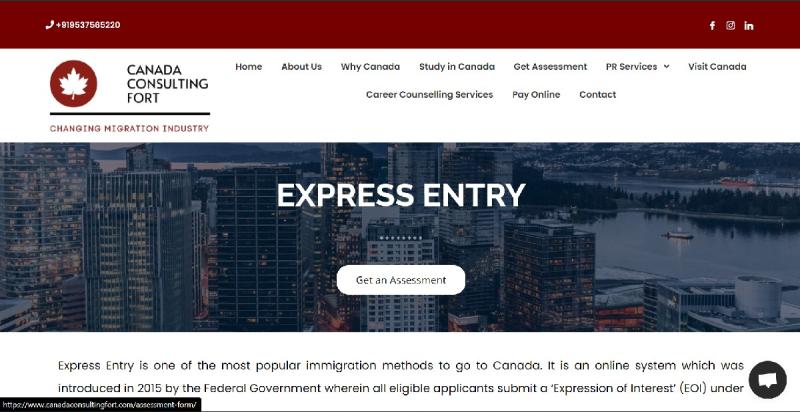 +919537565220
CANADA
CONSULTING
FORT
CHANGING MIGRATION INDUSTRY
Home About Us Why Canada Study in Canada Get Assessment PR Services Visit Canada
Career Counselling Services Pay Online Contact
EXPRESS ENTRY
Get an Assessment
Express Entry is one of the most popular immigration methods to go to Canada. It is an online system which was
introduced in 2015 by the Federal Government wherein all eligible applicants submit a ‘Expression of Interest’ (EOI) under
https://www.canadaconsultingfort.com/assessment-form/